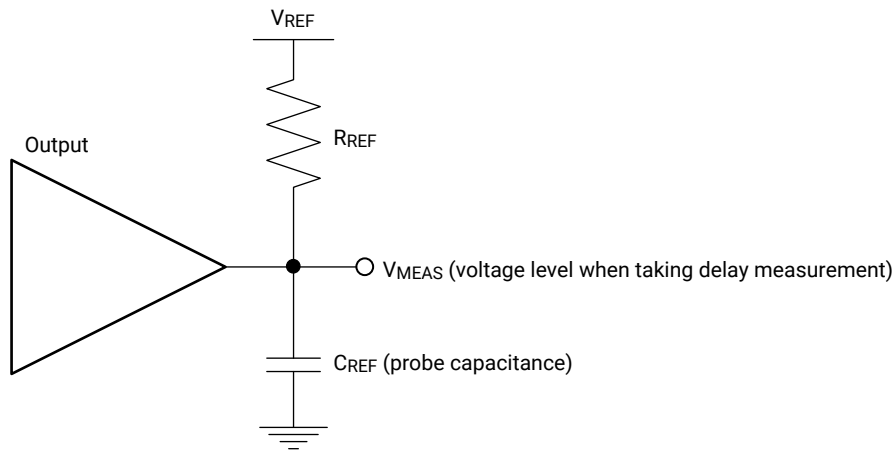 VREF
RREF
Output
VMEAS (voltage level when taking delay measurement)
CREF (probe capacitance)